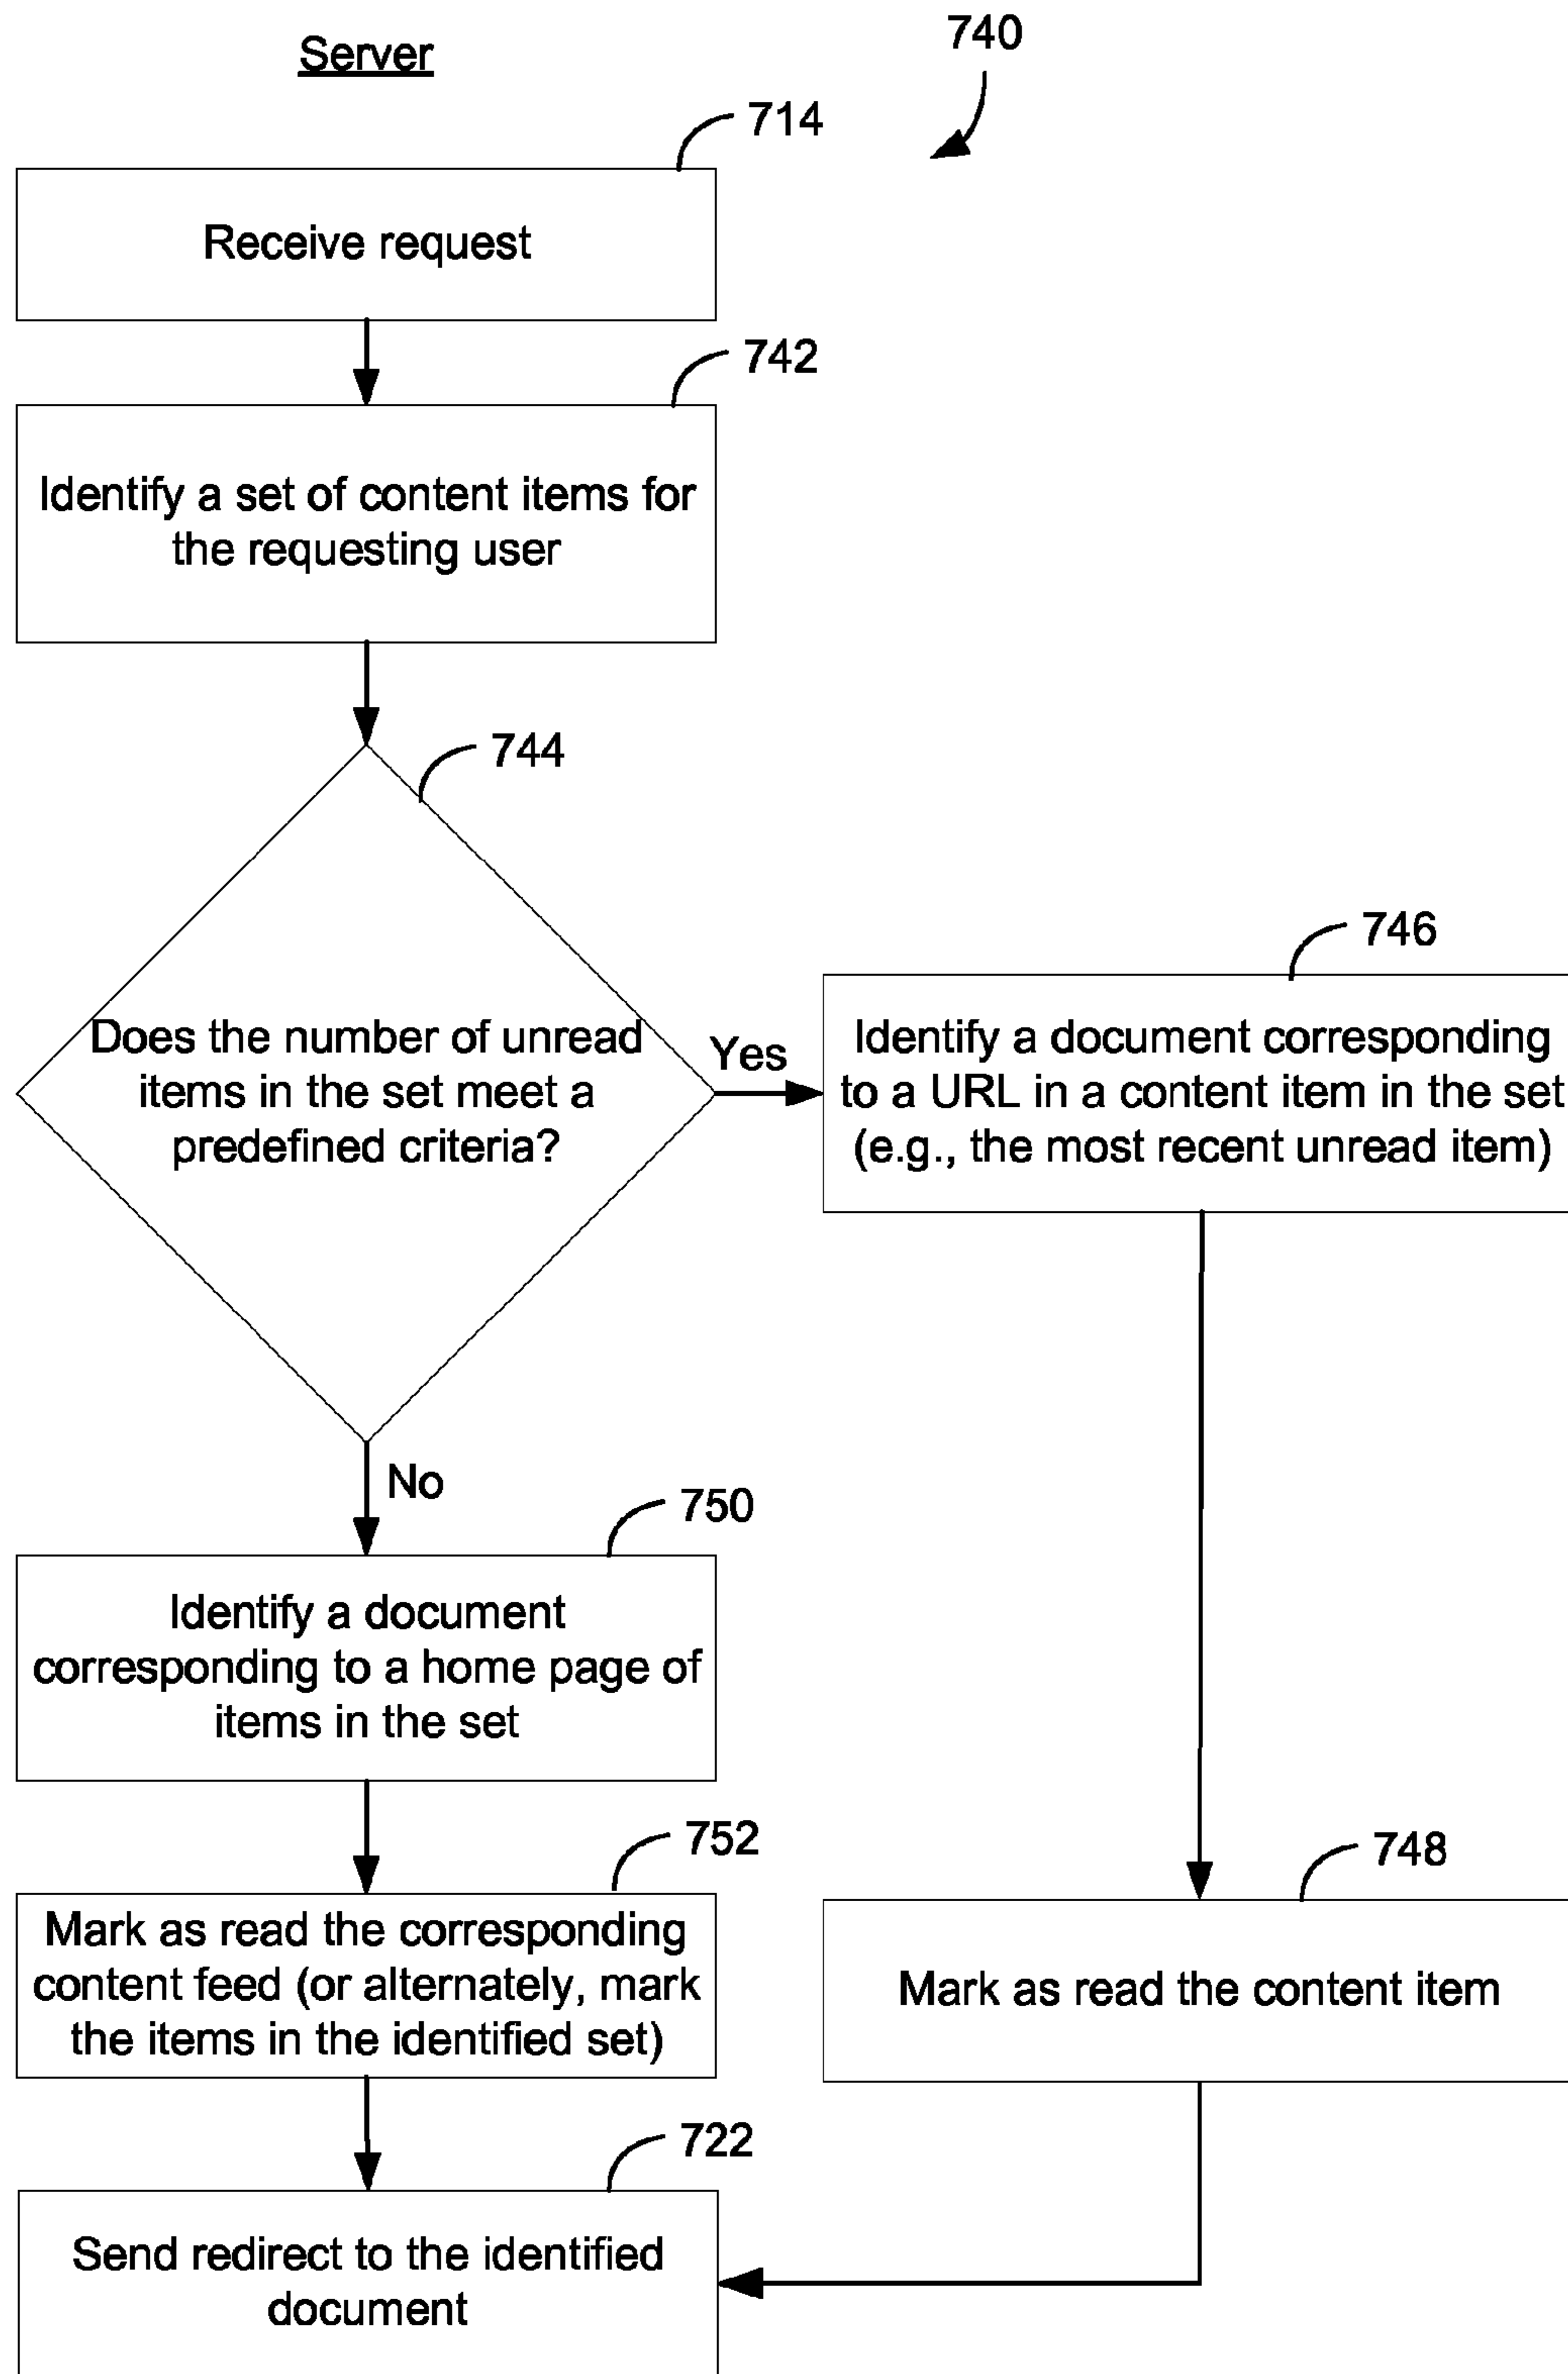 Server
740
714
Receive request
742
Identify a set of content items for
the requesting user
744
Does the number of unread
items in the set meet a
predefined criteria?
Yes
746
Identify a document corresponding
to a URL in a content item in the set
(e.g., the most recent unread item)
No
750
Identify a document
corresponding to a home page of
items in the set
752
Mark as read the corresponding
content feed (or alternately, mark
the items in the identified set)
748
Mark as read the content item
722
Send redirect to the identified
document